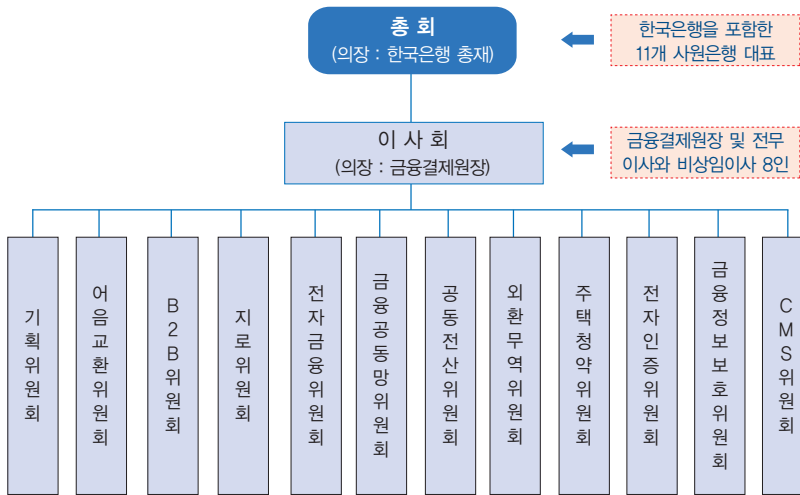 총 회
(의장 : 한국은행 총재)
한국은행을 포함한
11개 사원은행 대표
이 사 회
(의장 : 금융결제원장)
금융결제원장 및 전무
이사와 비상임이사 8인
기획위원회
어음교환위원회
B2B위원회
지로위원회
전자금융위원회
금융공동망위원회
공동전산위원회
외환무역위원회
주택청약위원회
전자인증위원회
금융정보보호위원회
CMS위원회